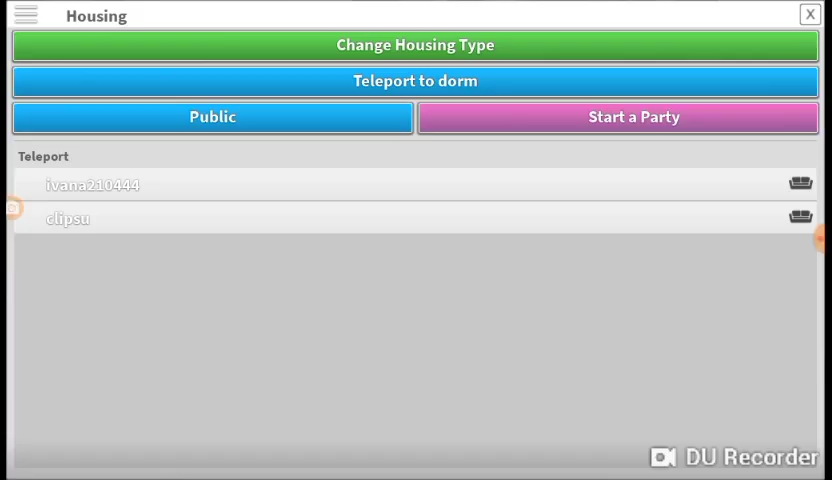 Housing
X
Change Housing Type
Teleport to dorm
Public
Start a Party
Teleport
ivana210444
clipsu
DU Recorder